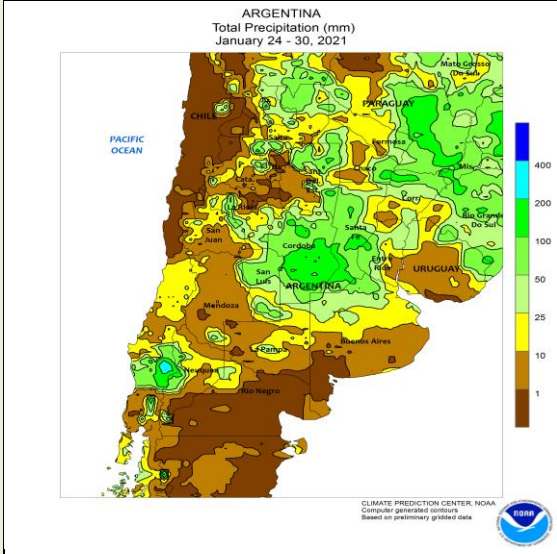 ARGENTINA
Total Precipitation (mm)
January 24 - 30, 2021
Mato Grosso
Do Sul
PARAGUAY
CHILE
PACIFIC
OCEAN
Salta
Formosa
Mis.
Cata
La Rioja
Rio Grande
Do Sul
San
Juan
Cordoba
Santa
Fe
Entre
Rios
URUGUAY
San
Luis
ARGENTINA
Mendoza
Buenos Aires
La Pampa
Neuquen
Rio Negro
400
200
100
50
25
10
1
CLIMATE PREDICTION CENTER, NOAA
Computer generated contours
Based on preliminary gridded data
NOAA